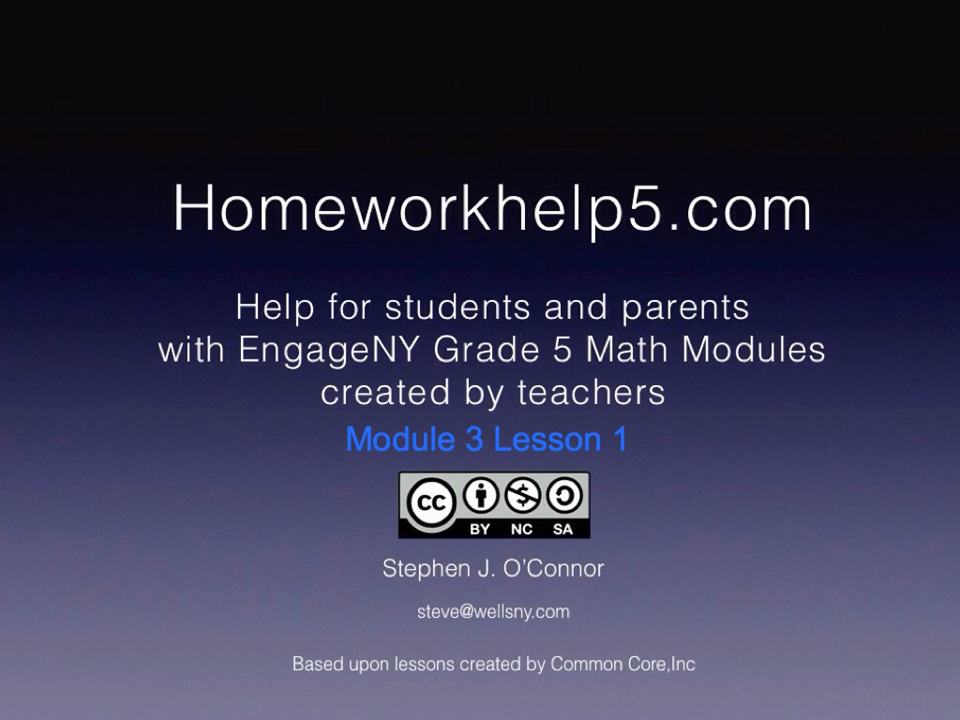 Homeworkhelp5.com
Help for students and parents
with EngageNY Grade 5 Math Modules
created by teachers
Module 3 Lesson 1
CC
BY NC SA
Stephen J. O’Connor
steve@wellsny.com
Based upon lessons created by Common Core,Inc